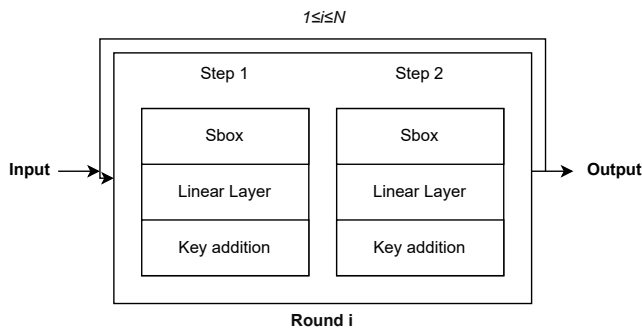 1≤i≤N
Step 1 Step 2
Sbox Sbox
Input Output
Linear Layer Linear Layer
Key addition Key addition
Round i